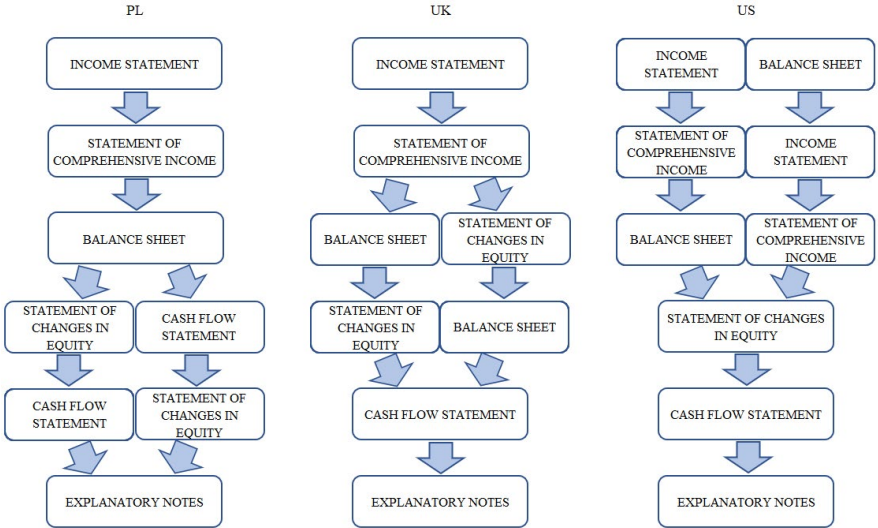 PL
INCOME STATEMENT
STATEMENT OF
COMPREHENSIVE INCOME
BALANCE SHEET
STATEMENT OF
CHANGES IN
EQUITY
CASH FLOW
STATEMENT
CASH FLOW
STATEMENT
STATEMENT OF
CHANGES IN
EQUITY
EXPLANATORY NOTES
UK
INCOME STATEMENT
STATEMENT OF
COMPREHENSIVE INCOME
BALANCE SHEET
STATEMENT OF
CHANGES IN
EQUITY
STATEMENT OF
CHANGES IN
EQUITY
BALANCE SHEET
CASH FLOW STATEMENT
EXPLANATORY NOTES
US
INCOME
STATEMENT
BALANCE SHEET
STATEMENT OF
COMPREHENSIVE
INCOME
INCOME
STATEMENT
BALANCE SHEET
STATEMENT OF
COMPREHENSIVE
INCOME
STATEMENT OF CHANGES
IN EQUITY
CASH FLOW STATEMENT
EXPLANATORY NOTES